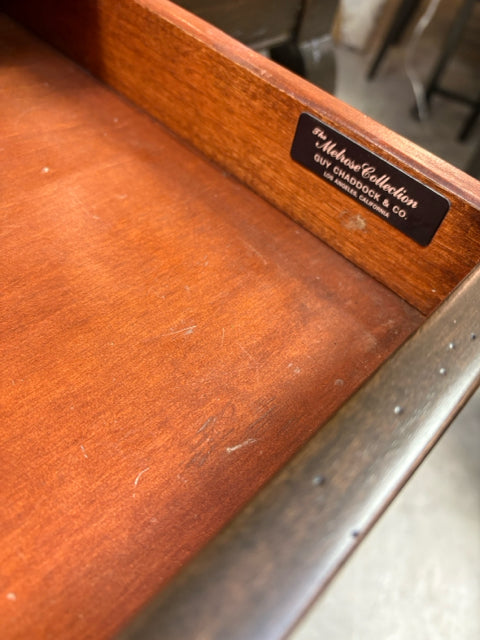 The
Melrose Collection
GUY CHADDOCK & CO.
LOS ANGELES, CALIFORNIA